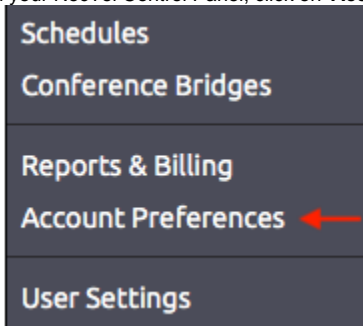 Schedules
Conference Bridges
Reports & Billing
Account Preferences
User Settings